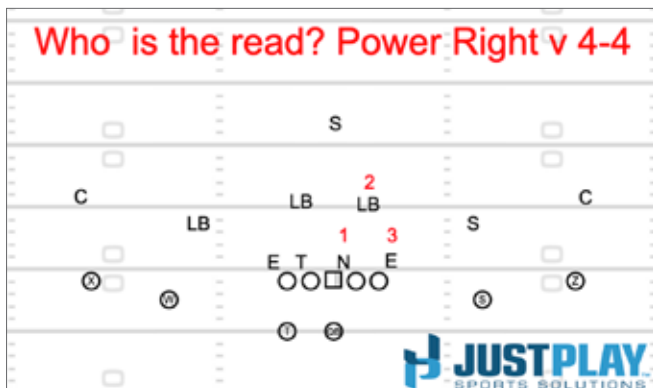 Who is the read? Power Right v 4-4
S
2
C LB LB C
LB S
1 3
E T N E
X Z
W S
T QB
JUSTPLAY
SPORTS SOLUTIONS